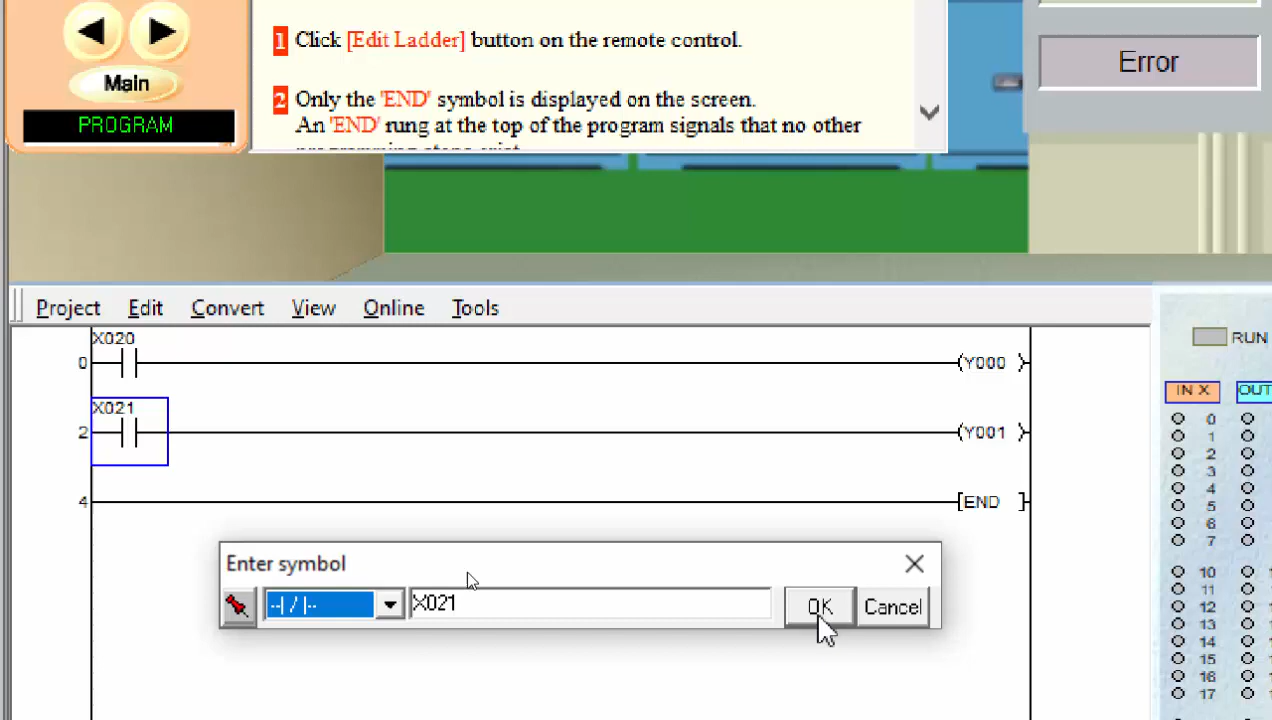 1 Click [Edit Ladder] button on the remote control.
2 Only the 'END' symbol is displayed on the screen.
An 'END' rung at the top of the program signals that no other
programming steps exist.
Main
PROGRAM
Error
Project Edit Convert View Online Tools
X020
0 (Y000 )
X021
2 (Y001 )
4 [END ]
Enter symbol
--| / |-- X021 OK Cancel
RUN
IN X OUT
0
1
2
3
4
5
6
7
10
11
12
13
14
15
16
17